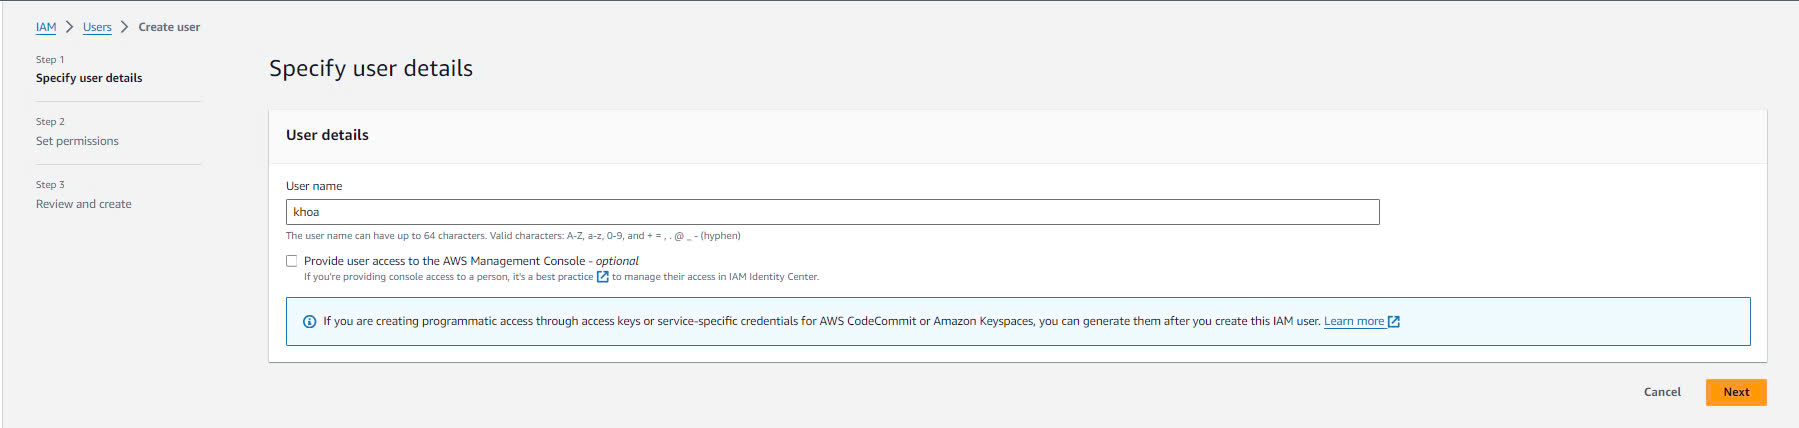 IAM > Users > Create user
Step 1
Specify user details
Step 2
Set permissions
Step 3
Review and create
Specify user details
User details
User name
khoa
The user name can have up to 64 characters. Valid characters: A-Z, a-z, 0-9, and + = , . @ _ - (hyphen)
Provide user access to the AWS Management Console - optional
If you're providing console access to a person, it's a best practice to manage their access in IAM Identity Center.
If you are creating programmatic access through access keys or service-specific credentials for AWS CodeCommit or Amazon Keyspaces, you can generate them after you create this IAM user. Learn more
Cancel Next